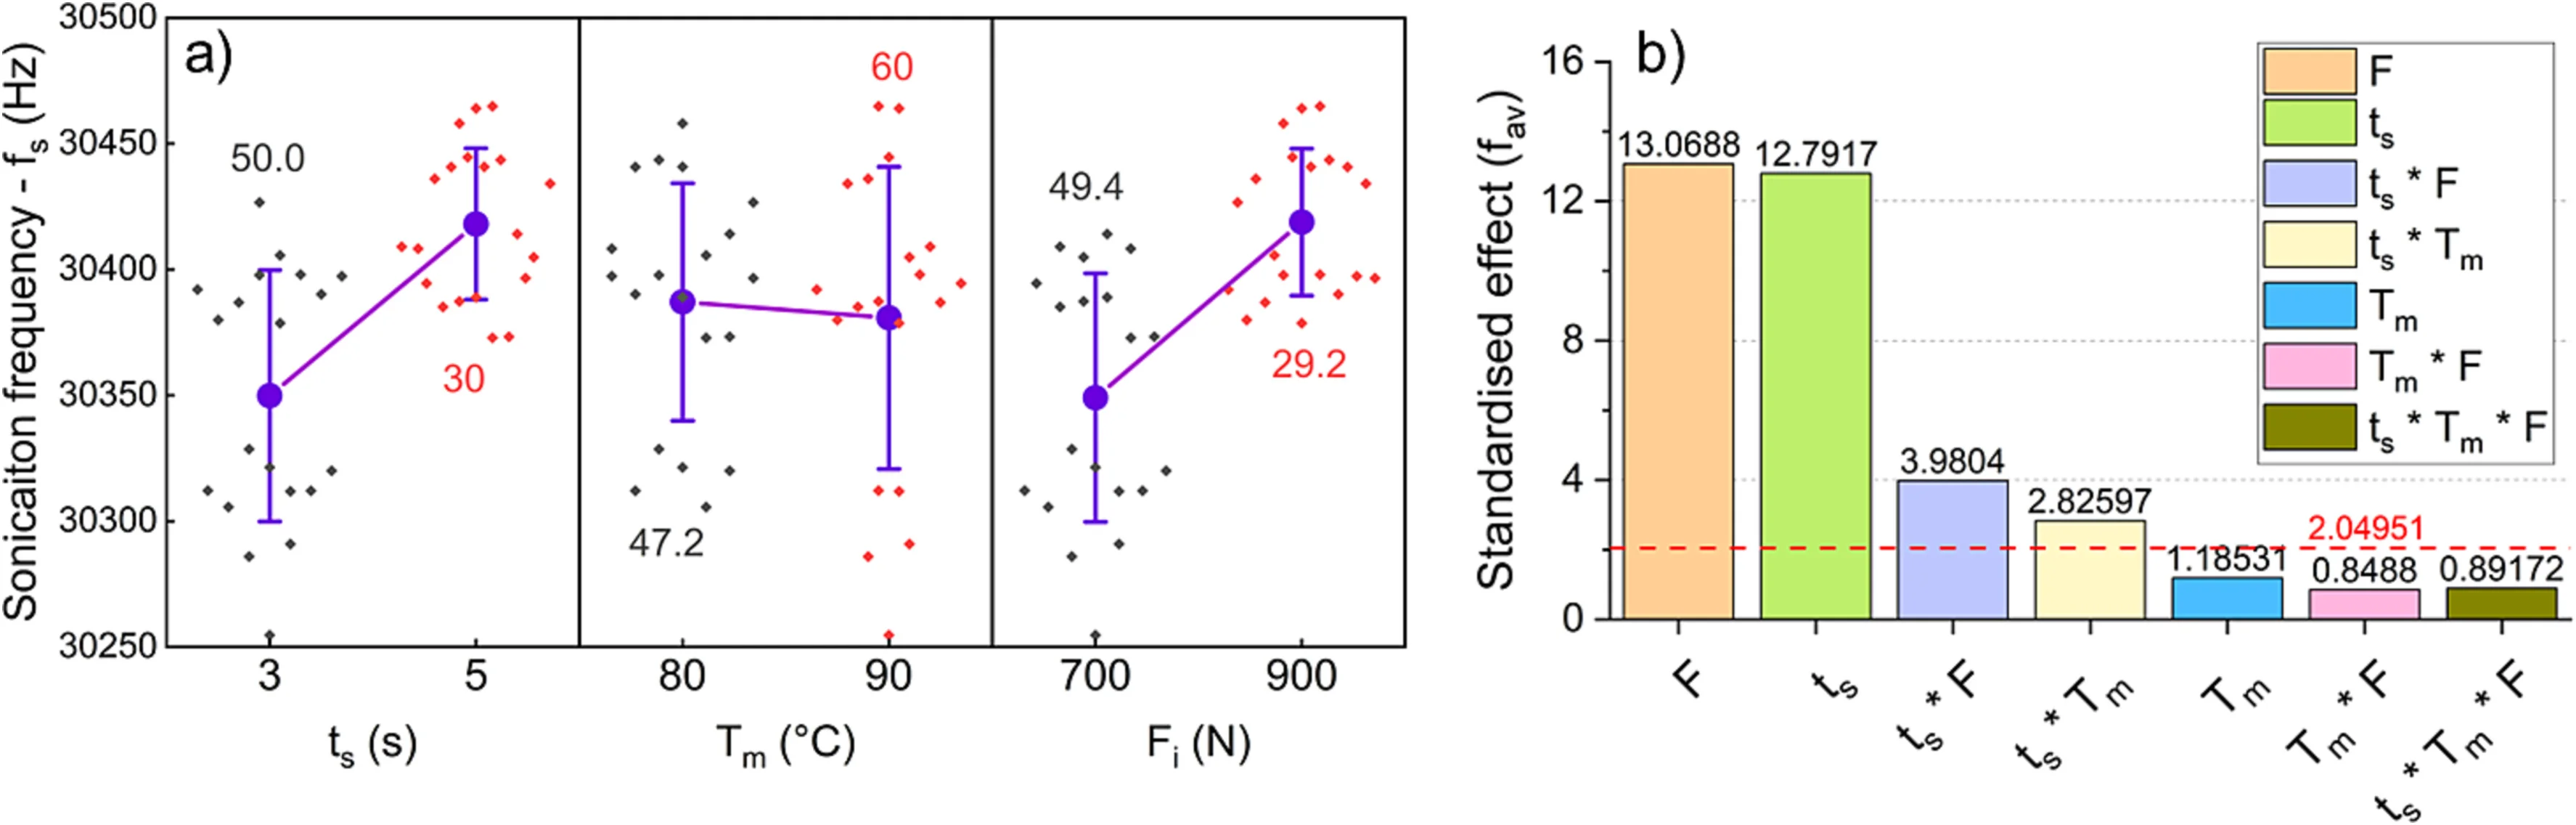 a)
Sonicaiton frequency - fs (Hz)
30500
30450
30400
30350
30300
30250
50.0
30
60
47.2
49.4
29.2
3
5
80
90
700
900
ts (s)
Tm (°C)
Fi (N)
b)
Standardised effect (fav)
16
12
8
4
0
13.0688
12.7917
3.9804
2.82597
1.18531
2.04951
0.8488
0.89172
F
ts
ts * F
ts * Tm
Tm
Tm * F
ts * Tm * F
F
ts
ts * F
ts * Tm
Tm
Tm * F
ts * Tm * F